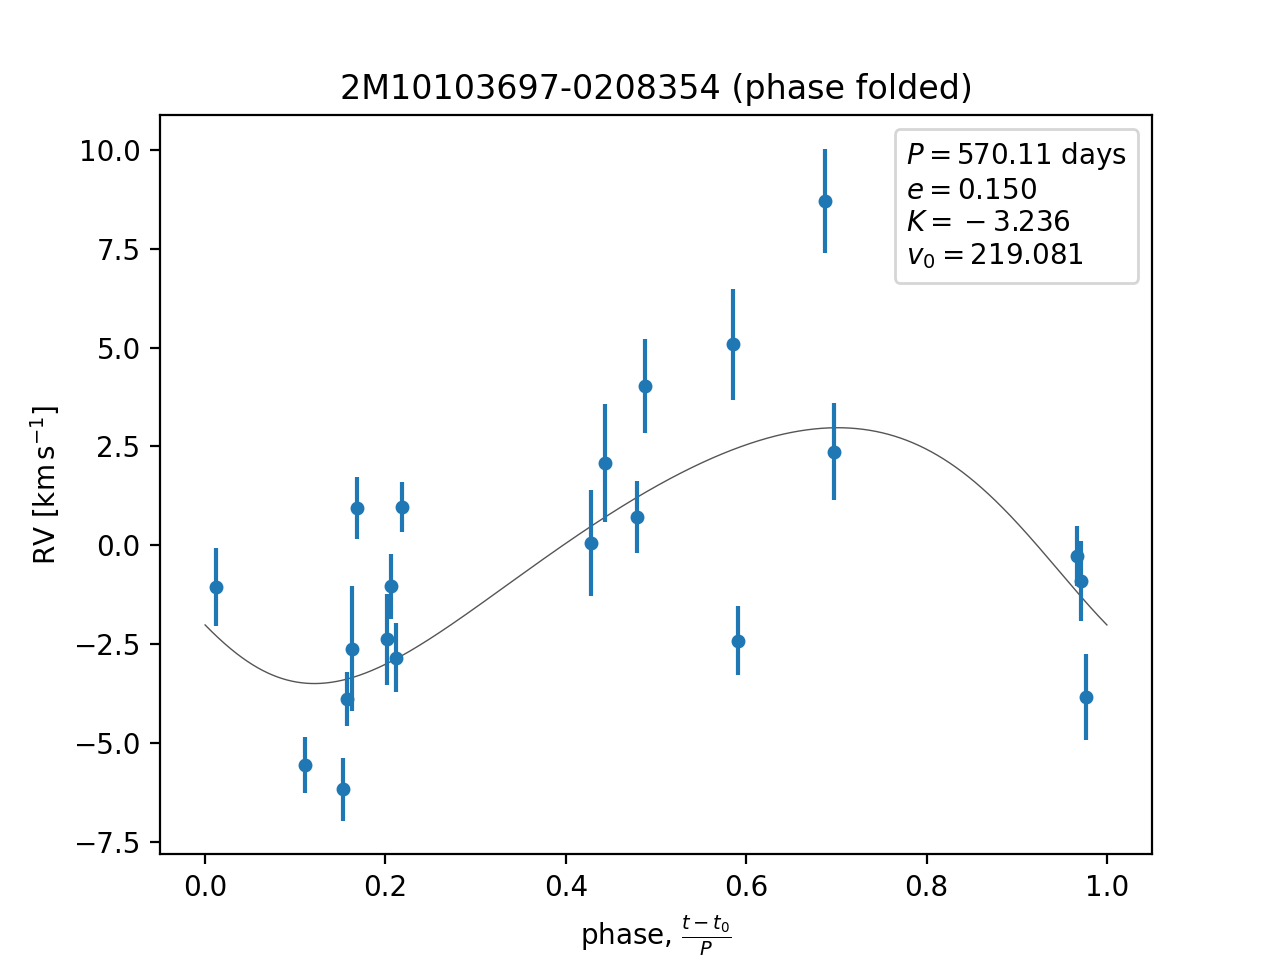 2M10103697-0208354 (phase folded)
P = 570.11 days
e = 0.150
K = −3.236
v₀ = 219.081
RV [km s⁻¹]
10.0
7.5
5.0
2.5
0.0
−2.5
−5.0
−7.5
0.0 0.2 0.4 0.6 0.8 1.0
phase, (t − t₀)/P